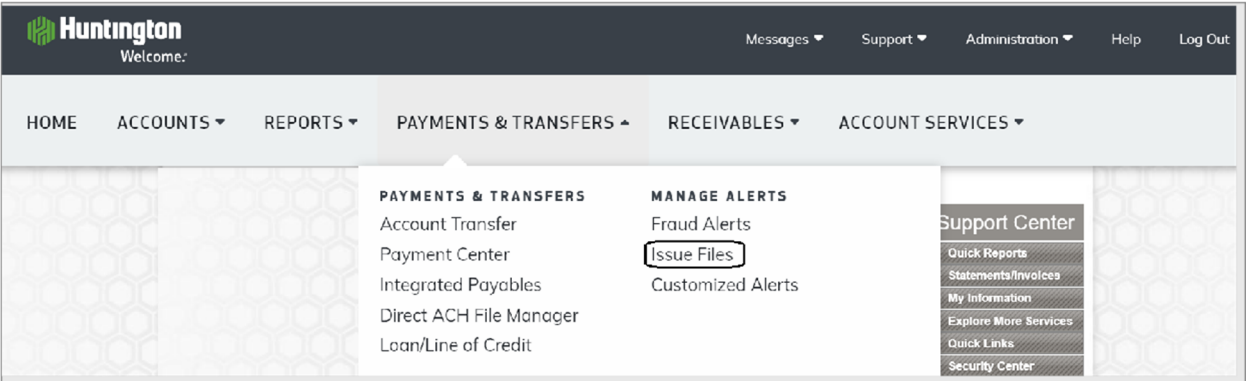 Huntington
Welcome.
Messages Support Administration Help Log Out
HOME ACCOUNTS REPORTS PAYMENTS & TRANSFERS RECEIVABLES ACCOUNT SERVICES
PAYMENTS & TRANSFERS
Account Transfer
Payment Center
Integrated Payables
Direct ACH File Manager
Loan/Line of Credit
MANAGE ALERTS
Fraud Alerts
Issue Files
Customized Alerts
Support Center
Quick Reports
Statements/Invoices
My Information
Explore More Services
Quick Links
Security Center